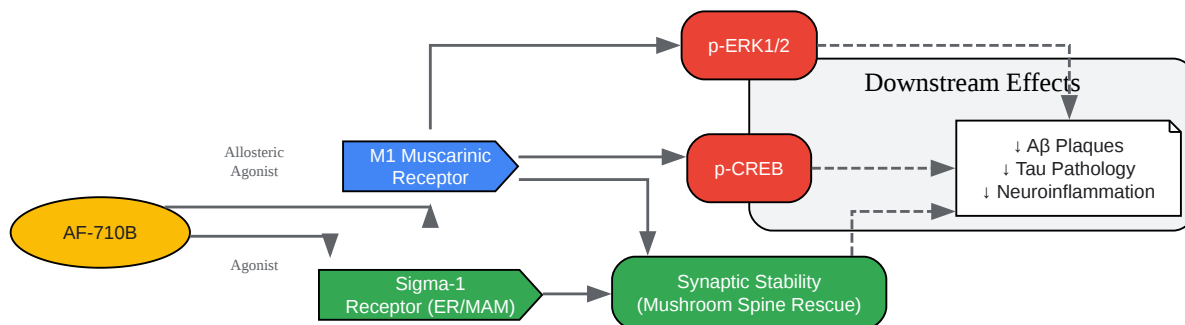 p-ERK1/2
Downstream Effects
Allosteric
Agonist
M1 Muscarinic
Receptor
p-CREB
↓ Aβ Plaques
↓ Tau Pathology
↓ Neuroinflammation
AF-710B
Agonist
Sigma-1
Receptor (ER/MAM)
Synaptic Stability
(Mushroom Spine Rescue)